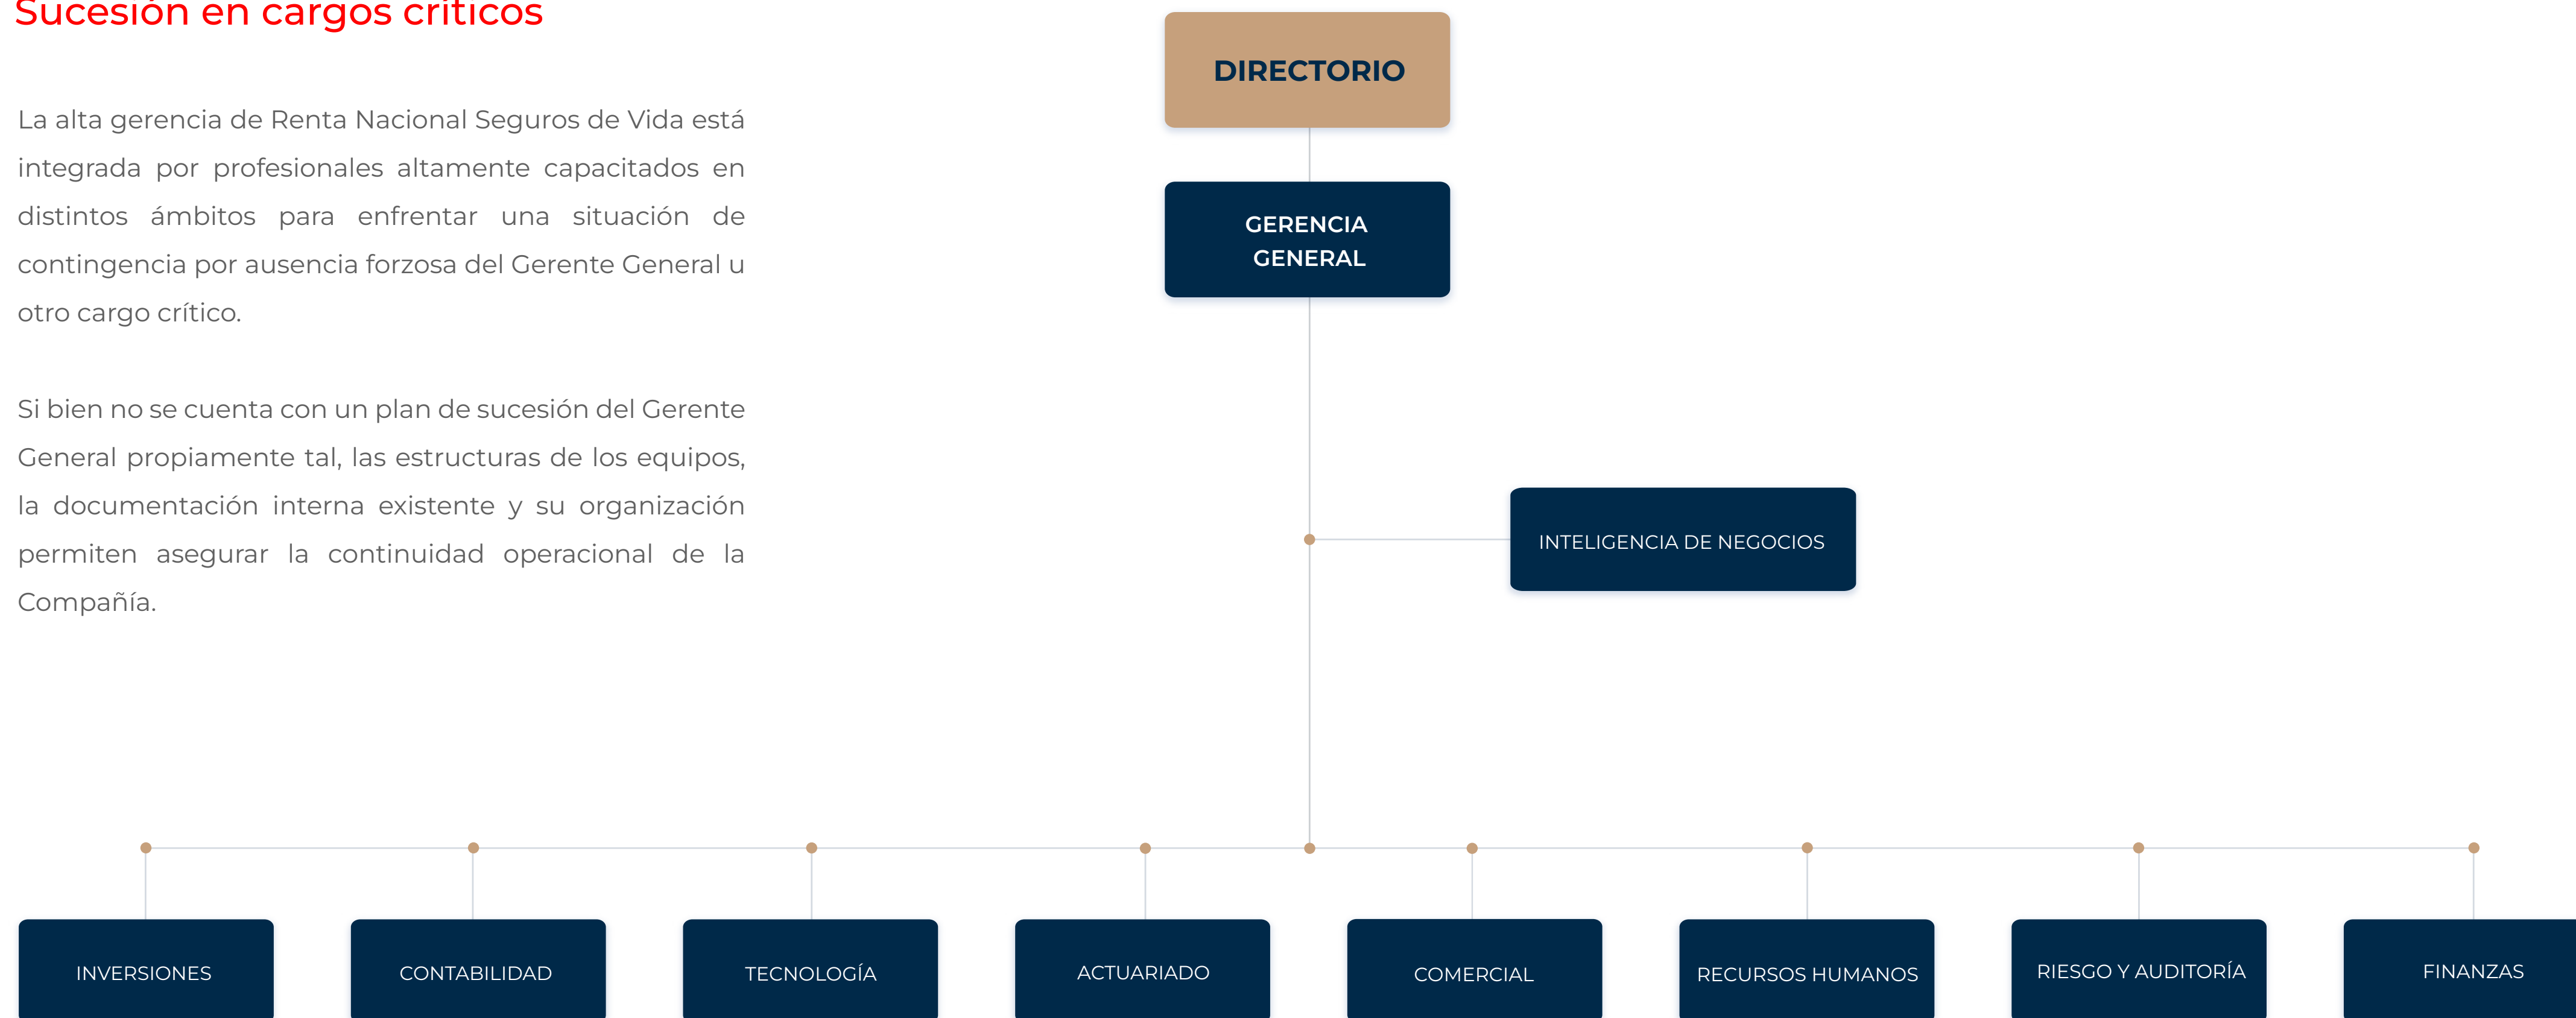 Sucesión en cargos críticos
La alta gerencia de Renta Nacional Seguros de Vida está
integrada por profesionales altamente capacitados en
distintos ámbitos para enfrentar una situación de
contingencia por ausencia forzosa del Gerente General u
otro cargo crítico.
Si bien no se cuenta con un plan de sucesión del Gerente
General propiamente tal, las estructuras de los equipos,
la documentación interna existente y su organización
permiten asegurar la continuidad operacional de la
Compañía.
DIRECTORIO
GERENCIA
GENERAL
INTELIGENCIA DE NEGOCIOS
INVERSIONES
CONTABILIDAD
TECNOLOGÍA
ACTUARIADO
COMERCIAL
RECURSOS HUMANOS
RIESGO Y AUDITORÍA
FINANZAS